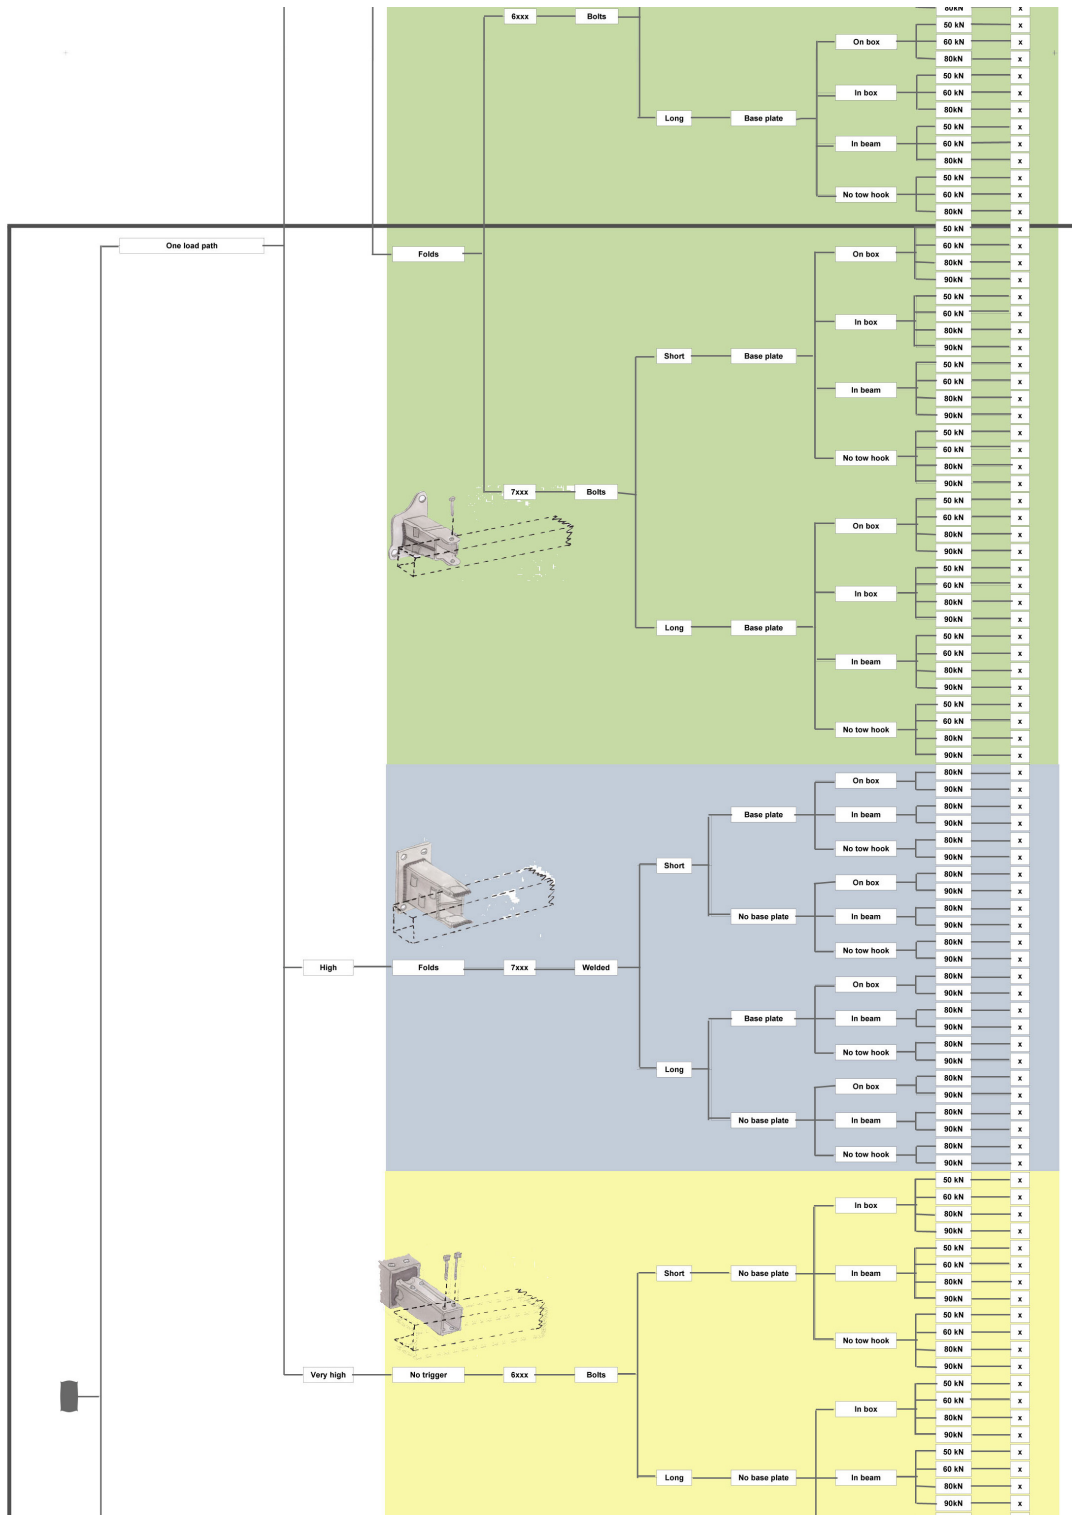 80kN x
6xxx Bolts
50 kN x
On box 60 kN x
80kN x
50 kN x
In box 60 kN x
80kN x
Long Base plate
50 kN x
In beam 60 kN x
80kN x
50 kN x
No tow hook 60 kN x
80kN x
50 kN x
One load path 60 kN x
Folds On box
80kN x
90kN x
50 kN x
60 kN x
In box
80kN x
90kN x
Short Base plate
50 kN x
60 kN x
In beam
80kN x
90kN x
50 kN x
60 kN x
No tow hook
80kN x
90kN x
7xxx Bolts
50 kN x
60 kN x
On box
80kN x
90kN x
50 kN x
60 kN x
In box
80kN x
90kN x
Long Base plate
50 kN x
60 kN x
In beam
80kN x
90kN x
50 kN x
60 kN x
No tow hook
80kN x
90kN x
80kN x
On box
90kN x
80kN x
Base plate In beam
90kN x
80kN x
No tow hook
90kN x
Short
80kN x
On box
90kN x
80kN x
No base plate In beam
90kN x
80kN x
No tow hook
90kN x
High Folds 7xxx Welded
80kN x
On box
90kN x
80kN x
Base plate In beam
90kN x
80kN x
No tow hook
90kN x
Long
80kN x
On box
90kN x
80kN x
No base plate In beam
90kN x
80kN x
No tow hook
90kN x
50 kN x
60 kN x
In box
80kN x
90kN x
50 kN x
60 kN x
Short No base plate In beam
80kN x
90kN x
50 kN x
60 kN x
No tow hook
80kN x
90kN x
Very high No trigger 6xxx Bolts
50 kN x
60 kN x
In box
80kN x
90kN x
50 kN x
60 kN x
Long No base plate In beam
80kN x
90kN x